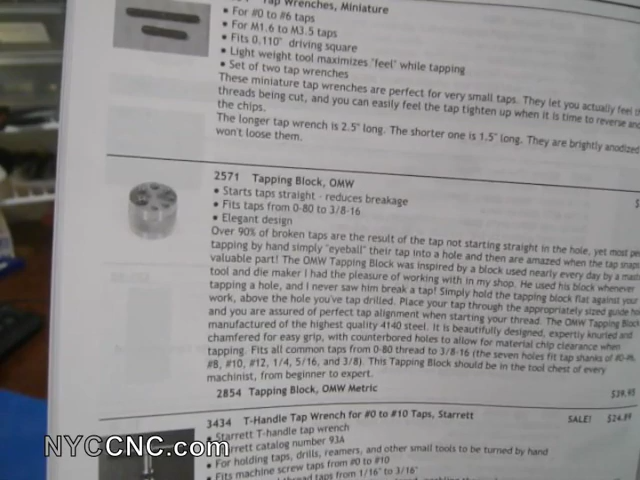 Tap Wrenches, Miniature
• For #0 to #6 taps
• For M1.6 to M3.5 taps
• Fits 0.110" driving square
• Light weight tool maximizes "feel" while tapping
• Set of two tap wrenches
These miniature tap wrenches are perfect for very small taps. They let you actually feel
threads being cut, and you can easily feel the tap tighten up when it is time to reverse and
the chips.
The longer tap wrench is 2.5" long. The shorter one is 1.5" long. They are brightly anodized
won't loose them.
2571 Tapping Block, OMW
• Starts taps straight - reduces breakage
• Fits taps from 0-80 to 3/8-16
• Elegant design
Over 90% of broken taps are the result of the tap not starting straight in the hole, yet most
tapping by hand simply "eyeball" their tap into a hole and then are amazed when the tap snaps
valuable part! The OMW Tapping Block was inspired by a block used nearly every day by a
tool and die maker I had the pleasure of working with in my shop. He used his block whenever
tapping a hole, and I never saw him break a tap! Simply hold the tapping block flat against your
work, above the hole you've tap drilled. Place your tap through the appropriately sized guide
and you are assured of perfect tap alignment when starting your thread. The OMW Tapping Block
manufactured of the highest quality 4140 steel. It is beautifully designed, expertly knurled and
chamfered for easy grip, with counterbored holes to allow for material chip clearance when
tapping. Fits all common taps from 0-80 thread to 3/8-16 (the seven holes fit tap shanks of #0-#6,
#8, #10, #12, 1/4, 5/16, and 3/8). This Tapping Block should be in the tool chest of every
machinist, from beginner to expert.
2854 Tapping Block, OMW Metric $39.95
3434 T-Handle Tap Wrench for #0 to #10 Taps, Starrett SALE! $24.89
• Starrett T-handle tap wrench
catalog number 93A
• For holding taps, drills, reamers, and other small tools to be turned by hand
• Fits machine screw taps from #0 to #10
taps from 1/16" to 3/16"
NYCCNC.com